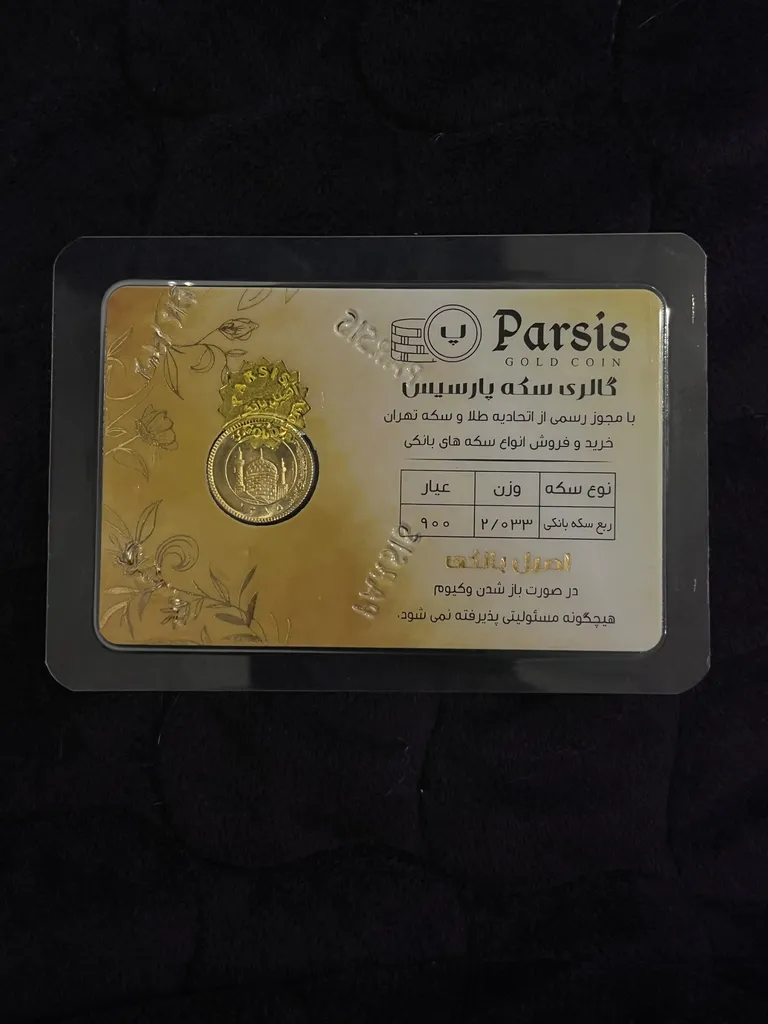 Parsis
پ
GOLD COIN
گالری سکه پارسیس
با مجوز رسمی از اتحادیه طلا و سکه تهران
خرید و فروش انواع سکه های بانکی
نوع سکه وزن عیار
ربع سکه بانکی ۲/۰۳۳ ۹۰۰
اصیل بانکی
در صورت باز شدن وکیوم
هیچگونه مسئولیتی پذیرفته نمی شود.
PARSIS